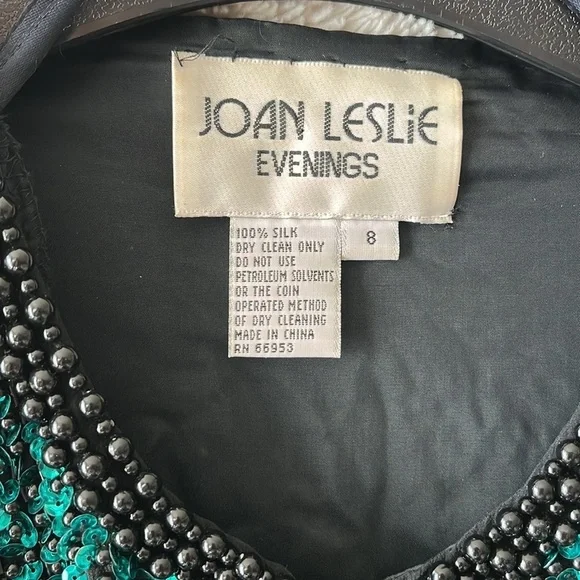 JOAN LESLiE
EVENINGS
100% SILK
DRY CLEAN ONLY
DO NOT USE
PETROLEUM SOLVENTS
OR THE COIN
OPERATED METHOD
OF DRY CLEANING
MADE IN CHINA
RN 66953
8